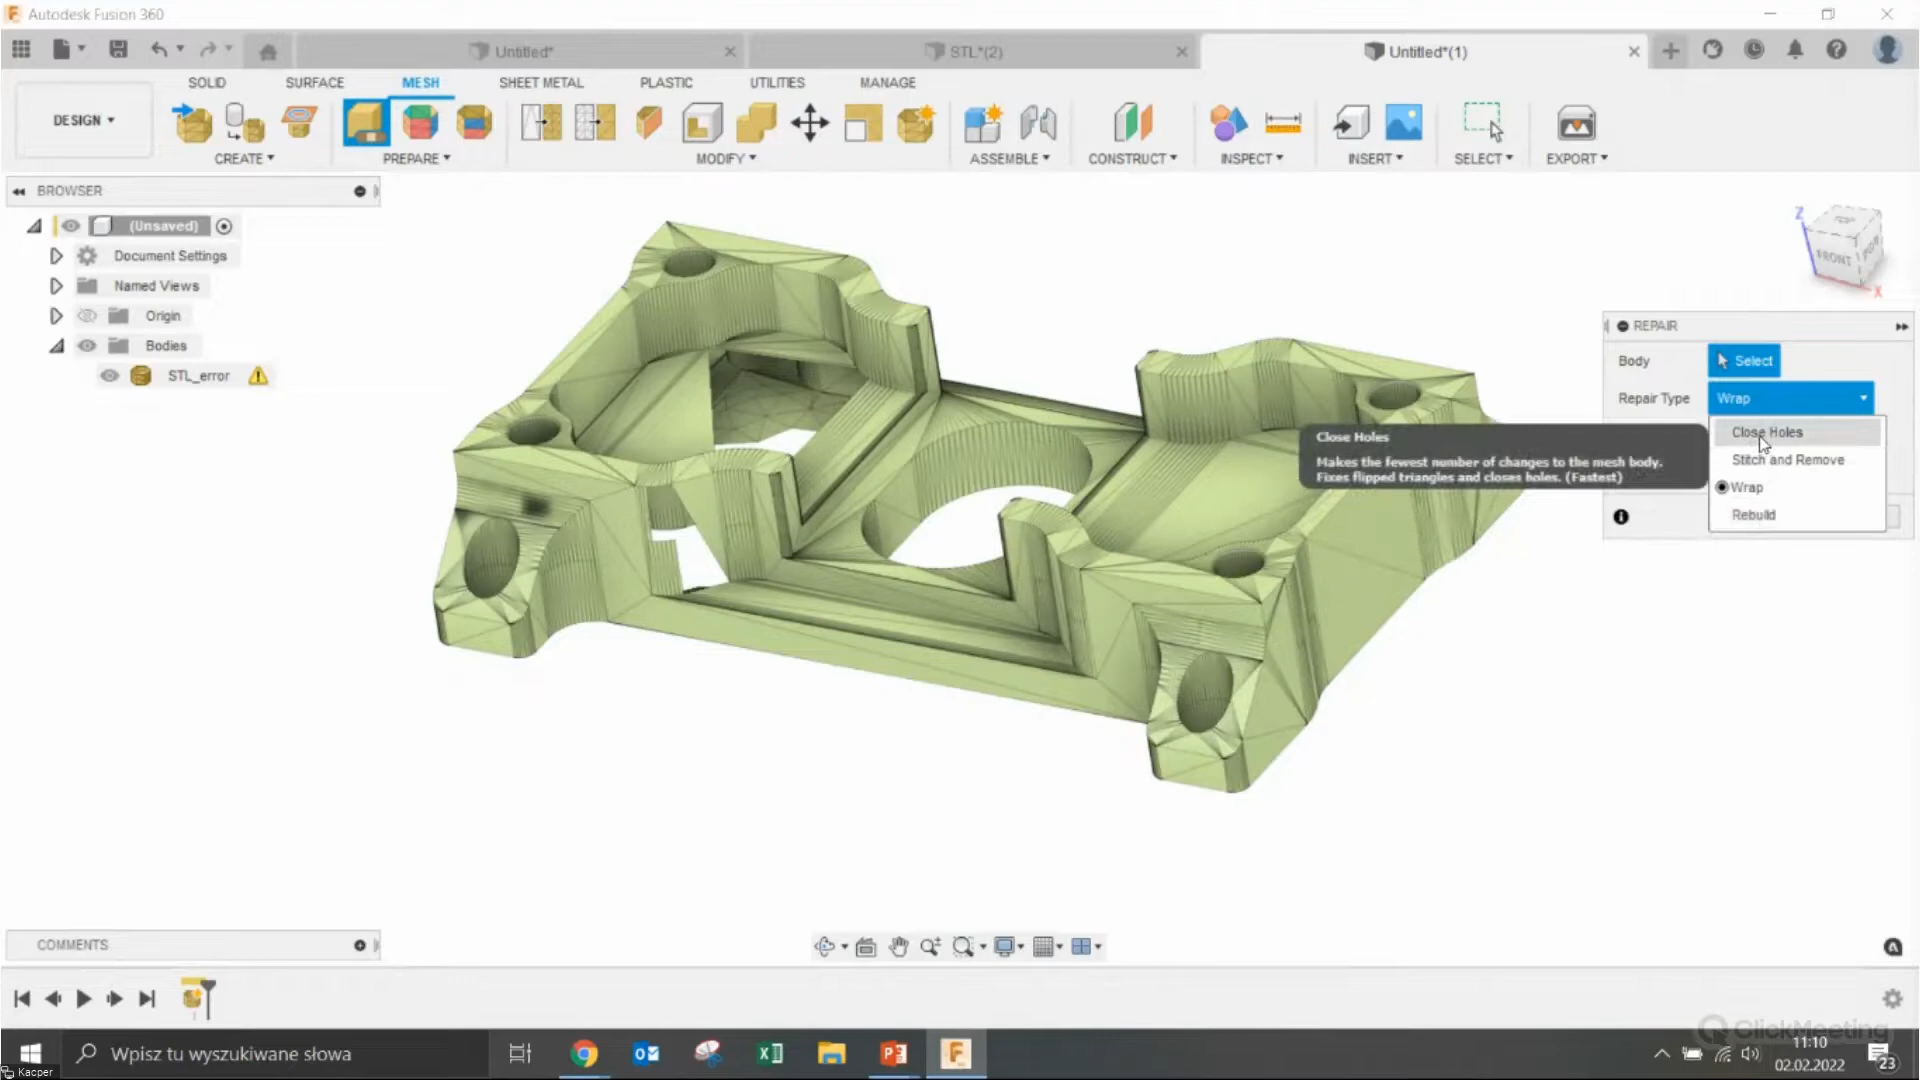 Autodesk Fusion 360
Untitled*
STL*(2)
Untitled*(1)
SOLID
SURFACE
MESH
SHEET METAL
PLASTIC
UTILITIES
MANAGE
DESIGN
CREATE
PREPARE
MODIFY
ASSEMBLE
CONSTRUCT
INSPECT
INSERT
SELECT
EXPORT
BROWSER
(Unsaved)
Document Settings
Named Views
Origin
Bodies
STL_error
Z
TOP
FRONT
X
REPAIR
Body
Select
Repair Type
Wrap
Close Holes
Stitch and Remove
Wrap
Rebuild
Close Holes
Makes the fewest number of changes to the mesh body.
Fixes flipped triangles and closes holes. (Fastest)
COMMENTS
ClickMeeting
Wpisz tu wyszukiwane słowa
11:10
02.02.2022
23
Kacper